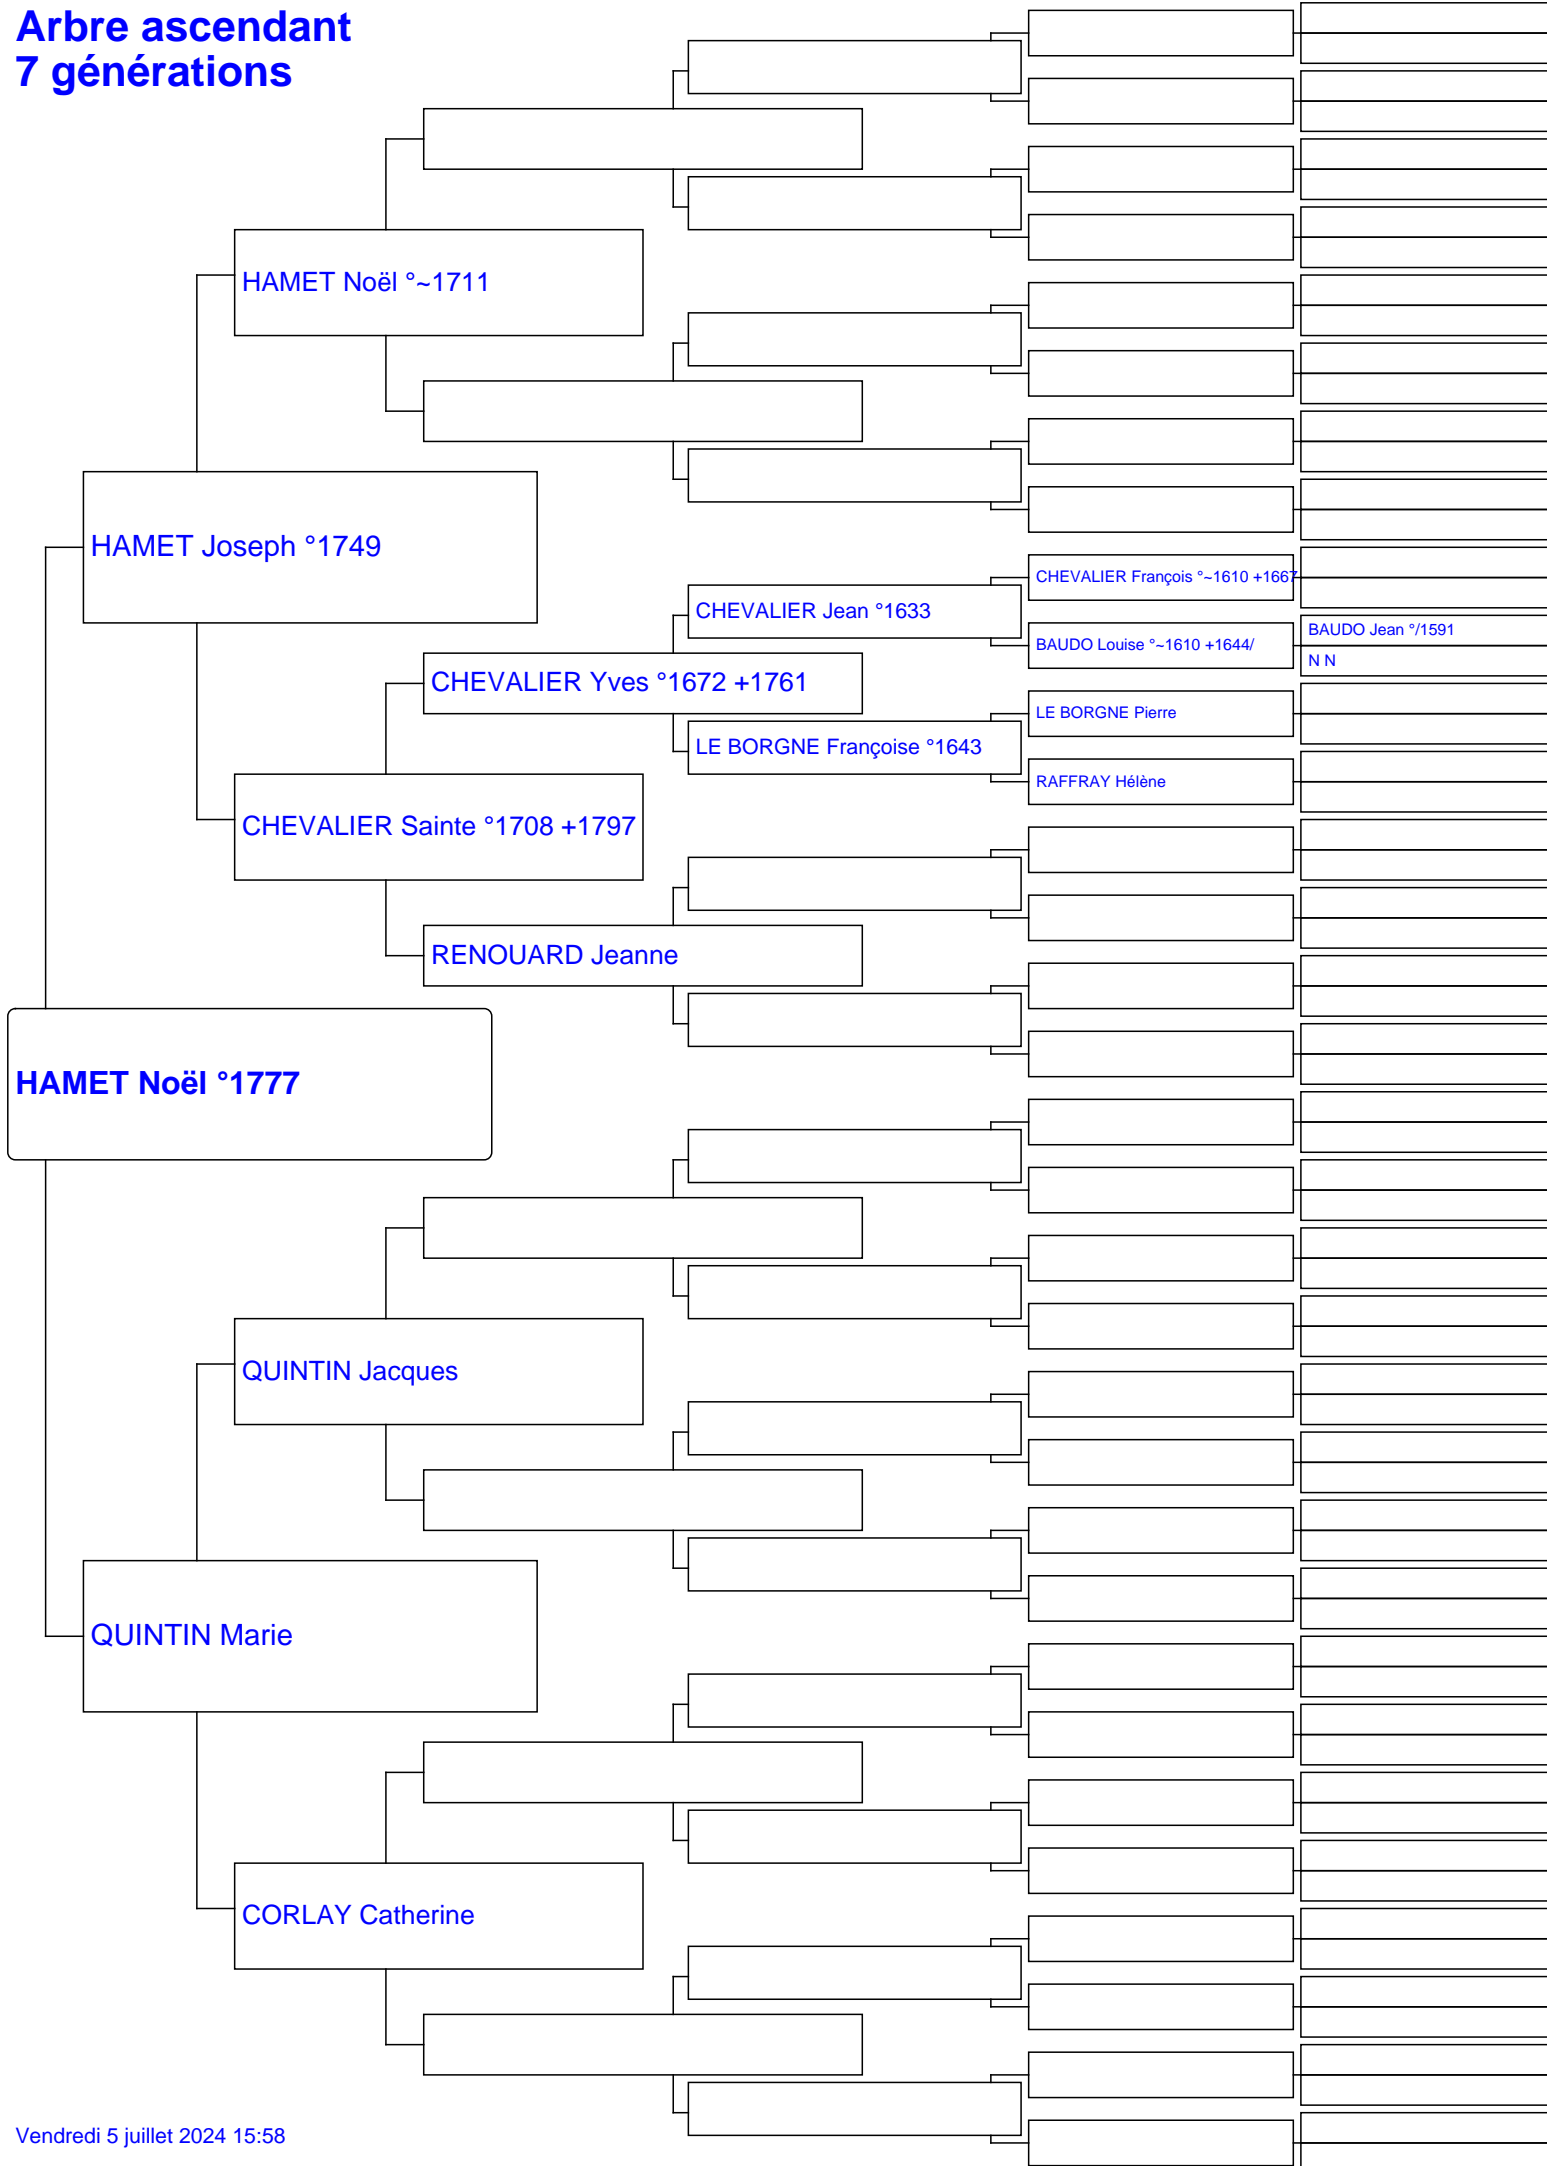 Arbre ascendant
7 générations
HAMET Noël °~1711
HAMET Joseph °1749
CHEVALIER François °~1610 +1667
CHEVALIER Jean °1633
BAUDO Jean °/1591
BAUDO Louise °~1610 +1644/
N N
CHEVALIER Yves °1672 +1761
LE BORGNE Pierre
LE BORGNE Françoise °1643
RAFFRAY Hélène
CHEVALIER Sainte °1708 +1797
RENOUARD Jeanne
HAMET Noël °1777
QUINTIN Jacques
QUINTIN Marie
CORLAY Catherine
Vendredi 5 juillet 2024 15:58